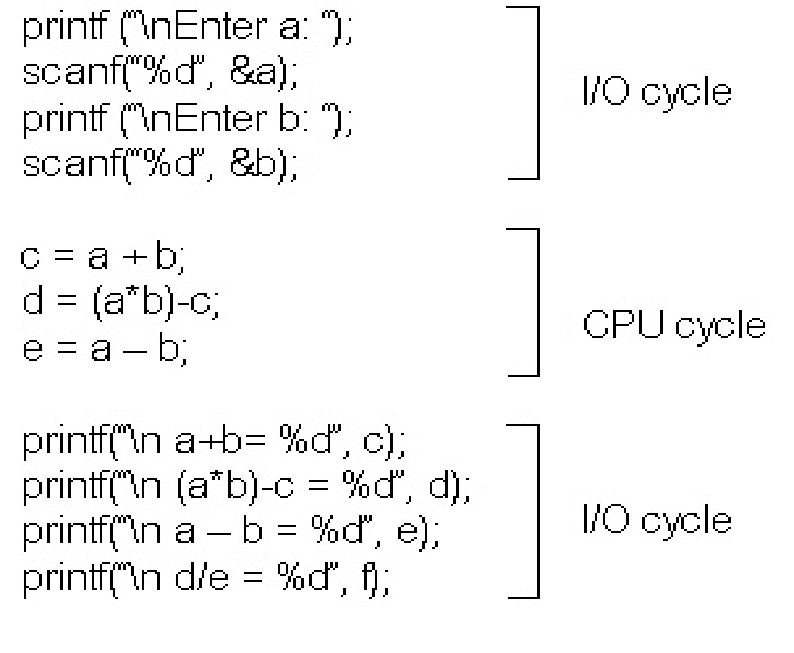 printf ("\nEnter a: ");
scanf("%d", &a);
printf ("\nEnter b: ");
scanf("%d", &b);
I/O cycle
c = a + b;
d = (a*b)-c;
e = a – b;
CPU cycle
printf("\n a+b= %d", c);
printf("\n (a*b)-c = %d", d);
printf("\n a – b = %d", e);
printf("\n d/e = %d", f);
I/O cycle